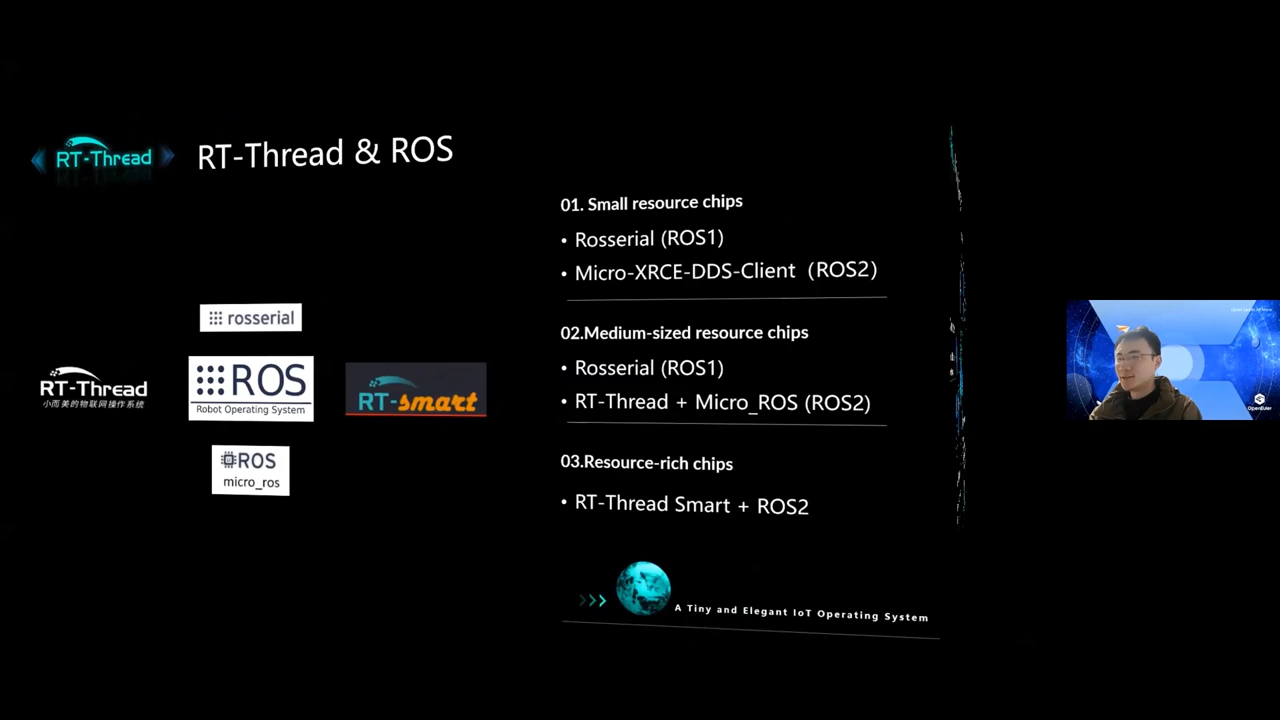 RT-Thread
RT-Thread & ROS
01. Small resource chips
• Rosserial (ROS1)
• Micro-XRCE-DDS-Client (ROS2)
02.Medium-sized resource chips
• Rosserial (ROS1)
• RT-Thread + Micro_ROS (ROS2)
03.Resource-rich chips
• RT-Thread Smart + ROS2
rosserial
RT-Thread
小而美的物联网操作系统
ROS
Robot Operating System
RT-smart
ROS
micro_ros
A Tiny and Elegant IoT Operating System
OpenEuler